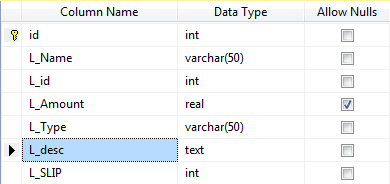 Column Name Data Type Allow Nulls
id int
L_Name varchar(50)
L_id int
L_Amount real
L_Type varchar(50)
L_desc text
L_SLIP int